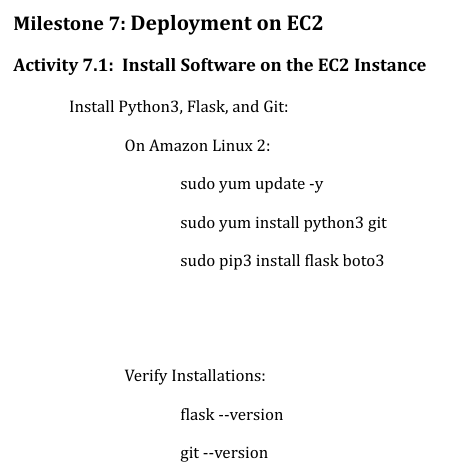 Milestone 7: Deployment on EC2
Activity 7.1:  Install Software on the EC2 Instance
Install Python3, Flask, and Git:
On Amazon Linux 2:
sudo yum update -y
sudo yum install python3 git
sudo pip3 install flask boto3
Verify Installations:
flask --version
git --version